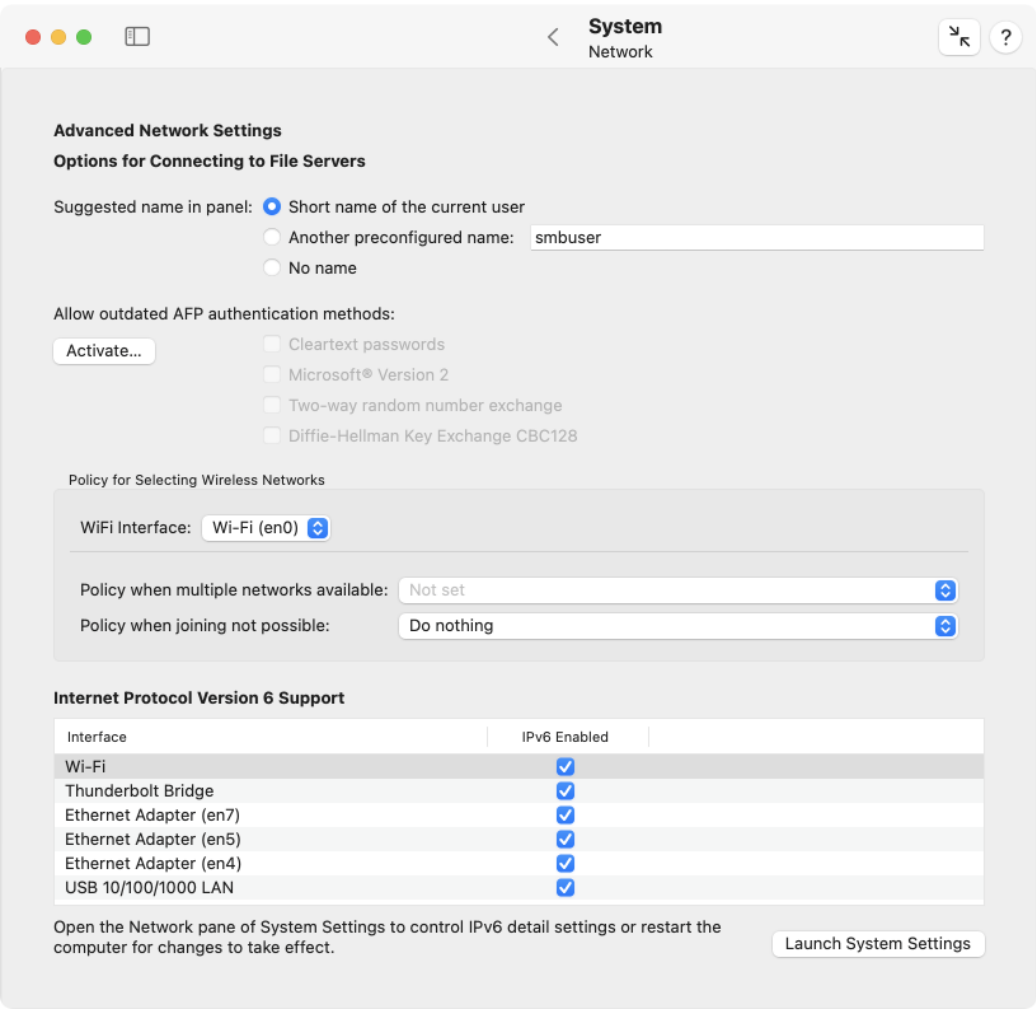 System
Network
?
Advanced Network Settings
Options for Connecting to File Servers
Suggested name in panel: Short name of the current user
Another preconfigured name: smbuser
No name
Allow outdated AFP authentication methods:
Activate... Cleartext passwords
Microsoft® Version 2
Two-way random number exchange
Diffie-Hellman Key Exchange CBC128
Policy for Selecting Wireless Networks
WiFi Interface: Wi-Fi (en0)
Policy when multiple networks available: Not set
Policy when joining not possible: Do nothing
Internet Protocol Version 6 Support
Interface IPv6 Enabled
Wi-Fi
Thunderbolt Bridge
Ethernet Adapter (en7)
Ethernet Adapter (en5)
Ethernet Adapter (en4)
USB 10/100/1000 LAN
Open the Network pane of System Settings to control IPv6 detail settings or restart the
computer for changes to take effect.
Launch System Settings